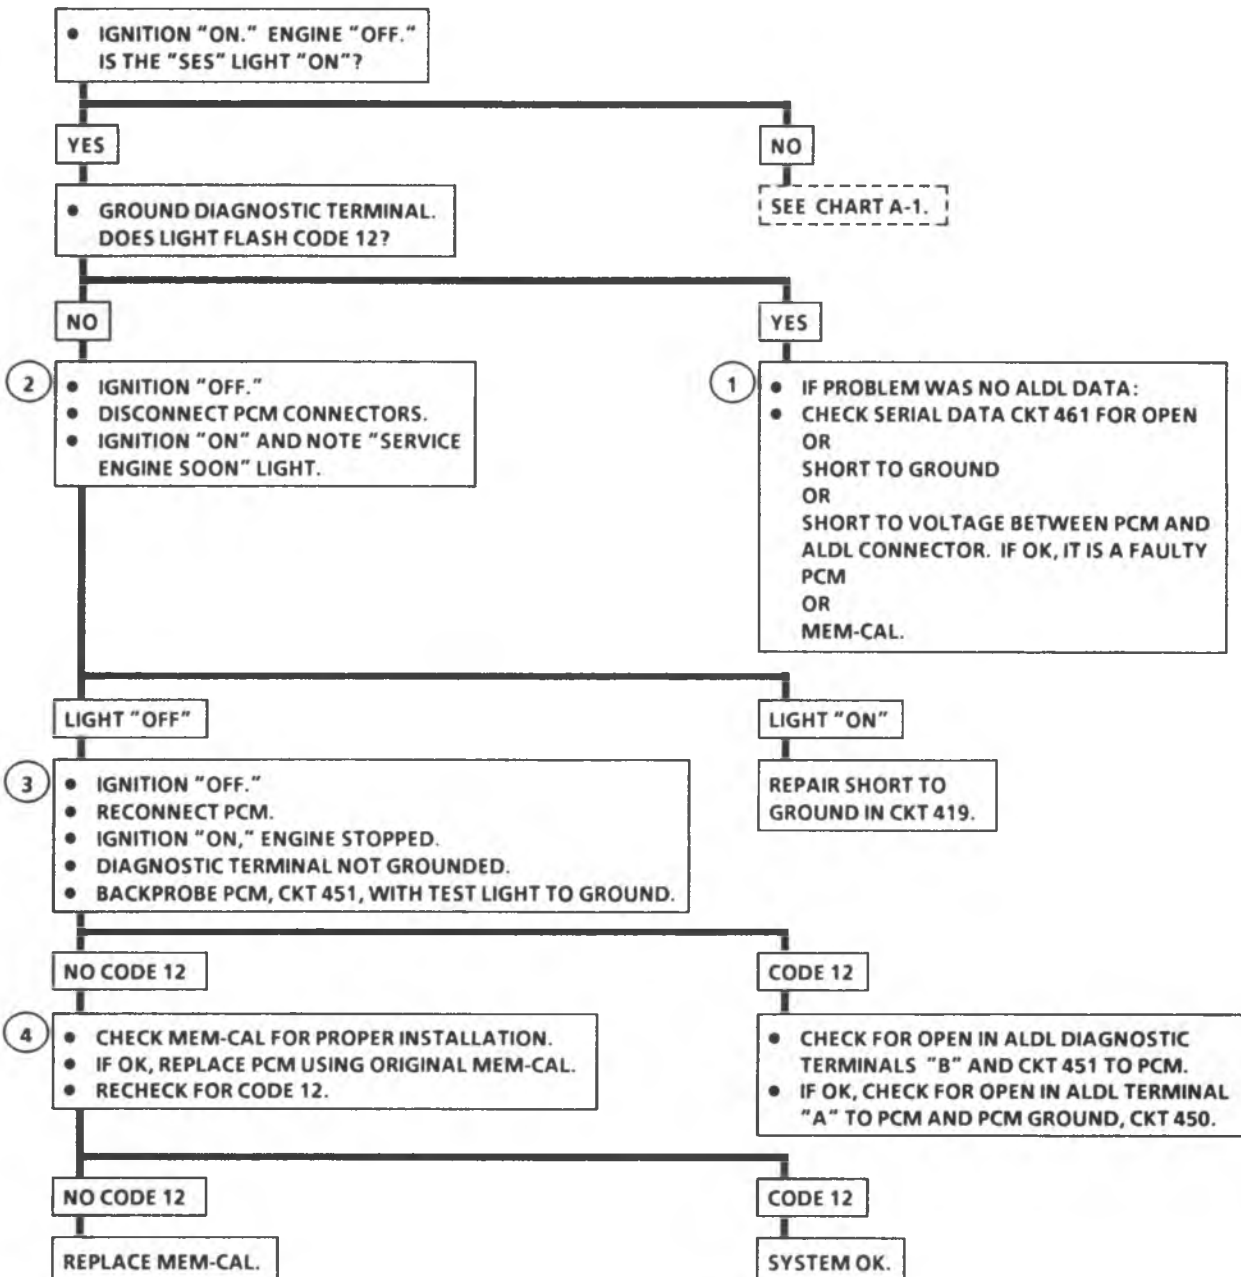 ● IGNITION "ON." ENGINE "OFF."
IS THE "SES" LIGHT "ON"?
YES
NO
● GROUND DIAGNOSTIC TERMINAL.
DOES LIGHT FLASH CODE 12?
SEE CHART A-1.
NO
YES
2
● IGNITION "OFF."
● DISCONNECT PCM CONNECTORS.
● IGNITION "ON" AND NOTE "SERVICE
ENGINE SOON" LIGHT.
1
● IF PROBLEM WAS NO ALDL DATA:
● CHECK SERIAL DATA CKT 461 FOR OPEN
OR
SHORT TO GROUND
OR
SHORT TO VOLTAGE BETWEEN PCM AND
ALDL CONNECTOR. IF OK, IT IS A FAULTY
PCM
OR
MEM-CAL.
LIGHT "OFF"
LIGHT "ON"
3
● IGNITION "OFF."
● RECONNECT PCM.
● IGNITION "ON," ENGINE STOPPED.
● DIAGNOSTIC TERMINAL NOT GROUNDED.
● BACKPROBE PCM, CKT 451, WITH TEST LIGHT TO GROUND.
REPAIR SHORT TO
GROUND IN CKT 419.
NO CODE 12
CODE 12
4
● CHECK MEM-CAL FOR PROPER INSTALLATION.
● IF OK, REPLACE PCM USING ORIGINAL MEM-CAL.
● RECHECK FOR CODE 12.
● CHECK FOR OPEN IN ALDL DIAGNOSTIC
TERMINALS "B" AND CKT 451 TO PCM.
● IF OK, CHECK FOR OPEN IN ALDL TERMINAL
"A" TO PCM AND PCM GROUND, CKT 450.
NO CODE 12
CODE 12
REPLACE MEM-CAL.
SYSTEM OK.